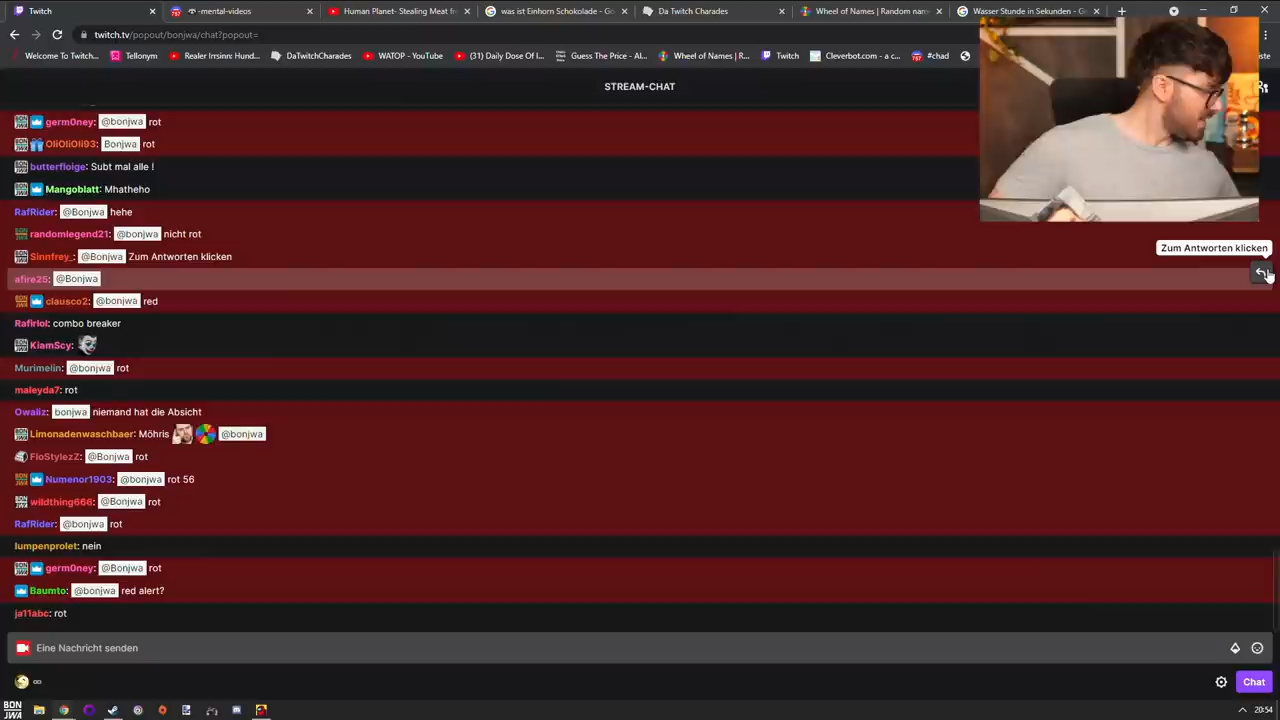 Twitch
-mental-videos
Human Planet- Stealing Meat fr
was ist Einhorn Schokolade - Go
Da Twitch Charades
Wheel of Names | Random nam
Wasser Stunde in Sekunden - Go
twitch.tv/popout/bonjwa/chat?popout=
Welcome To Twitch...
Tellonym
Realer Irrsinn: Hund...
DaTwitchCharades
WATOP - YouTube
(31) Daily Dose Of I...
Guess The Price - Al...
Wheel of Names | R...
Twitch
Cleverbot.com - a c...
#chad
STREAM-CHAT
germ0ney: @bonjwa rot
OliOliOli93: Bonjwa rot
butterfloige: Subt mal alle !
Mangoblatt: Mhatheho
RafRider: @Bonjwa hehe
randomlegend21: @bonjwa nicht rot
Sinnfrey_: @Bonjwa Zum Antworten klicken
Zum Antworten klicken
afire25: @Bonjwa
clausco2: @bonjwa red
Rafirlol: combo breaker
KiamScy:
Murimelin: @bonjwa rot
maleyda7: rot
Owaliz: bonjwa niemand hat die Absicht
Limonadenwaschbaer: Möhris @bonjwa
FloStylezZ: @Bonjwa rot
Numenor1903: @bonjwa rot 56
wildthing666: @Bonjwa rot
RafRider: @bonjwa rot
lumpenprolet: nein
germ0ney: @Bonjwa rot
Baumto: @bonjwa red alert?
ja11abc: rot
Eine Nachricht senden
Chat
BON
JWA
20:54